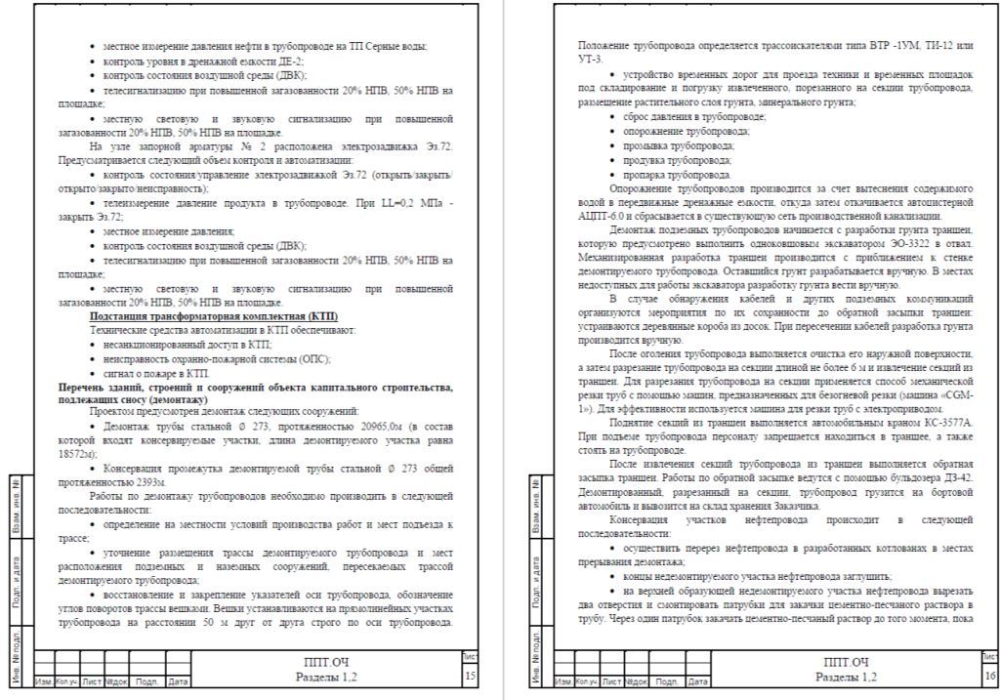 • местное измерение давления нефти в трубопроводе на ТП Серные воды;
• контроль уровня в дренажной емкости ДЕ-2;
• контроль состояния воздушной среды (ДВК);
• телесигнализацию при повышенной загазованности 20% НПВ, 50% НПВ на
площадке;
• местную световую и звуковую сигнализацию при повышенной
загазованности 20% НПВ, 50% НПВ на площадке.
На узле запорной арматуры № 2 расположена электрозадвижка Эз.72.
Предусматривается следующий объем контроля и автоматизации:
• контроль состояния/управление электрозадвижкой Эз.72 (открыть/закрыть/
открыто/закрыто/неисправность);
• телеизмерение давление продукта в трубопроводе. При LL=0,2 МПа -
закрыть Эз.72;
• местное измерение давления;
• контроль состояния воздушной среды (ДВК);
• телесигнализацию при повышенной загазованности 20% НПВ, 50% НПВ на
площадке;
• местную световую и звуковую сигнализацию при повышенной
загазованности 20% НПВ, 50% НПВ на площадке.
Подстанция трансформаторная комплектная (КТП)
Технические средства автоматизации в КТП обеспечивают:
• несанкционированный доступ в КТП;
• неисправность охранно-пожарной системы (ОПС);
• сигнал о пожаре в КТП.
Перечень зданий, строений и сооружений объекта капитального строительства,
подлежащих сносу (демонтажу)
Проектом предусмотрен демонтаж следующих сооружений:
• Демонтаж трубы стальной ∅ 273, протяженностью 20965,0м (в состав
которой входят консервируемые участки, длина демонтируемого участка равна
18572м);
• Консервация промежутка демонтируемой трубы стальной ∅ 273 общей
протяженностью 2393м.
Работы по демонтажу трубопроводов необходимо производить в следующей
последовательности:
• определение на местности условий производства работ и мест подъезда к
трассе;
• уточнение размещения трассы демонтируемого трубопровода и мест
расположения подземных и наземных сооружений, пересекаемых трассой
демонтируемого трубопровода;
• восстановление и закрепление указателей оси трубопровода, обозначение
углов поворотов трассы вешками. Вешки устанавливаются на прямолинейных участках
трубопровода на расстоянии 50 м друг от друга строго по оси трубопровода.
Взам. инв. №
Подп. и дата
Инв. № подл.
Изм. Кол.уч. Лист №док Подп. Дата
ППТ.ОЧ
Разделы 1,2
Лист
15
Положение трубопровода определяется трассоискателями типа ВТР -1УМ, ТИ-12 или
УТ-3.
• устройство временных дорог для проезда техники и временных площадок
под складирование и погрузку извлеченного, порезанного на секции трубопровода,
размещение растительного слоя грунта, минерального грунта;
• сброс давления в трубопроводе;
• опорожнение трубопровода;
• промывка трубопровода;
• продувка трубопровода;
• пропарка трубопровода.
Опорожнение трубопроводов производится за счет вытеснения содержимого
водой в передвижные дренажные емкости, откуда затем откачивается автоцистерной
АЦПТ-6.0 и сбрасывается в существующую сеть производственной канализации.
Демонтаж подземных трубопроводов начинается с разработки грунта траншеи,
которую предусмотрено выполнить одноковшовым экскаватором ЭО-3322 в отвал.
Механизированная разработка траншеи производится с приближением к стенке
демонтируемого трубопровода. Оставшийся грунт разрабатывается вручную. В местах
недоступных для работы экскаватора разработку грунта вести вручную.
В случае обнаружения кабелей и других подземных коммуникаций
организуются мероприятия по их сохранности до обратной засыпки траншеи:
устраиваются деревянные короба из досок. При пересечении кабелей разработка грунта
производится вручную.
После оголения трубопровода выполняется очистка его наружной поверхности,
а затем разрезание трубопровода на секции длиной не более 6 м и извлечение секций из
траншеи. Для разрезания трубопровода на секции применяется способ механической
резки труб с помощью машин, предназначенных для безогневой резки (машина «CGM-
1»). Для эффективности используется машина для резки труб с электроприводом.
Поднятие секций из траншеи выполняется автомобильным краном КС-3577А.
При подъеме трубопровода персоналу запрещается находиться в траншее, а также
стоять на трубопроводе.
После извлечения секций трубопровода из траншеи выполняется обратная
засыпка траншеи. Работы по обратной засыпке ведутся с помощью бульдозера ДЗ-42.
Демонтированный, разрезанный на секции, трубопровод грузится на бортовой
автомобиль и вывозится на склад хранения Заказчика.
Консервация участков нефтепровода происходит в следующей
последовательности:
• осуществить перерез нефтепровода в разработанных котлованах в местах
прерывания демонтажа;
• концы недемонтируемого участка нефтепровода заглушить;
• на верхней образующей недемонтируемого участка нефтепровода вырезать
два отверстия и смонтировать патрубки для закачки цементно-песчаного раствора в
трубу. Через один патрубок закачать цементно-песчаный раствор до того момента, пока
Взам. инв. №
Подп. и дата
Инв. № подл.
Изм. Кол.уч. Лист №док Подп. Дата
ППТ.ОЧ
Разделы 1,2
Лист
16